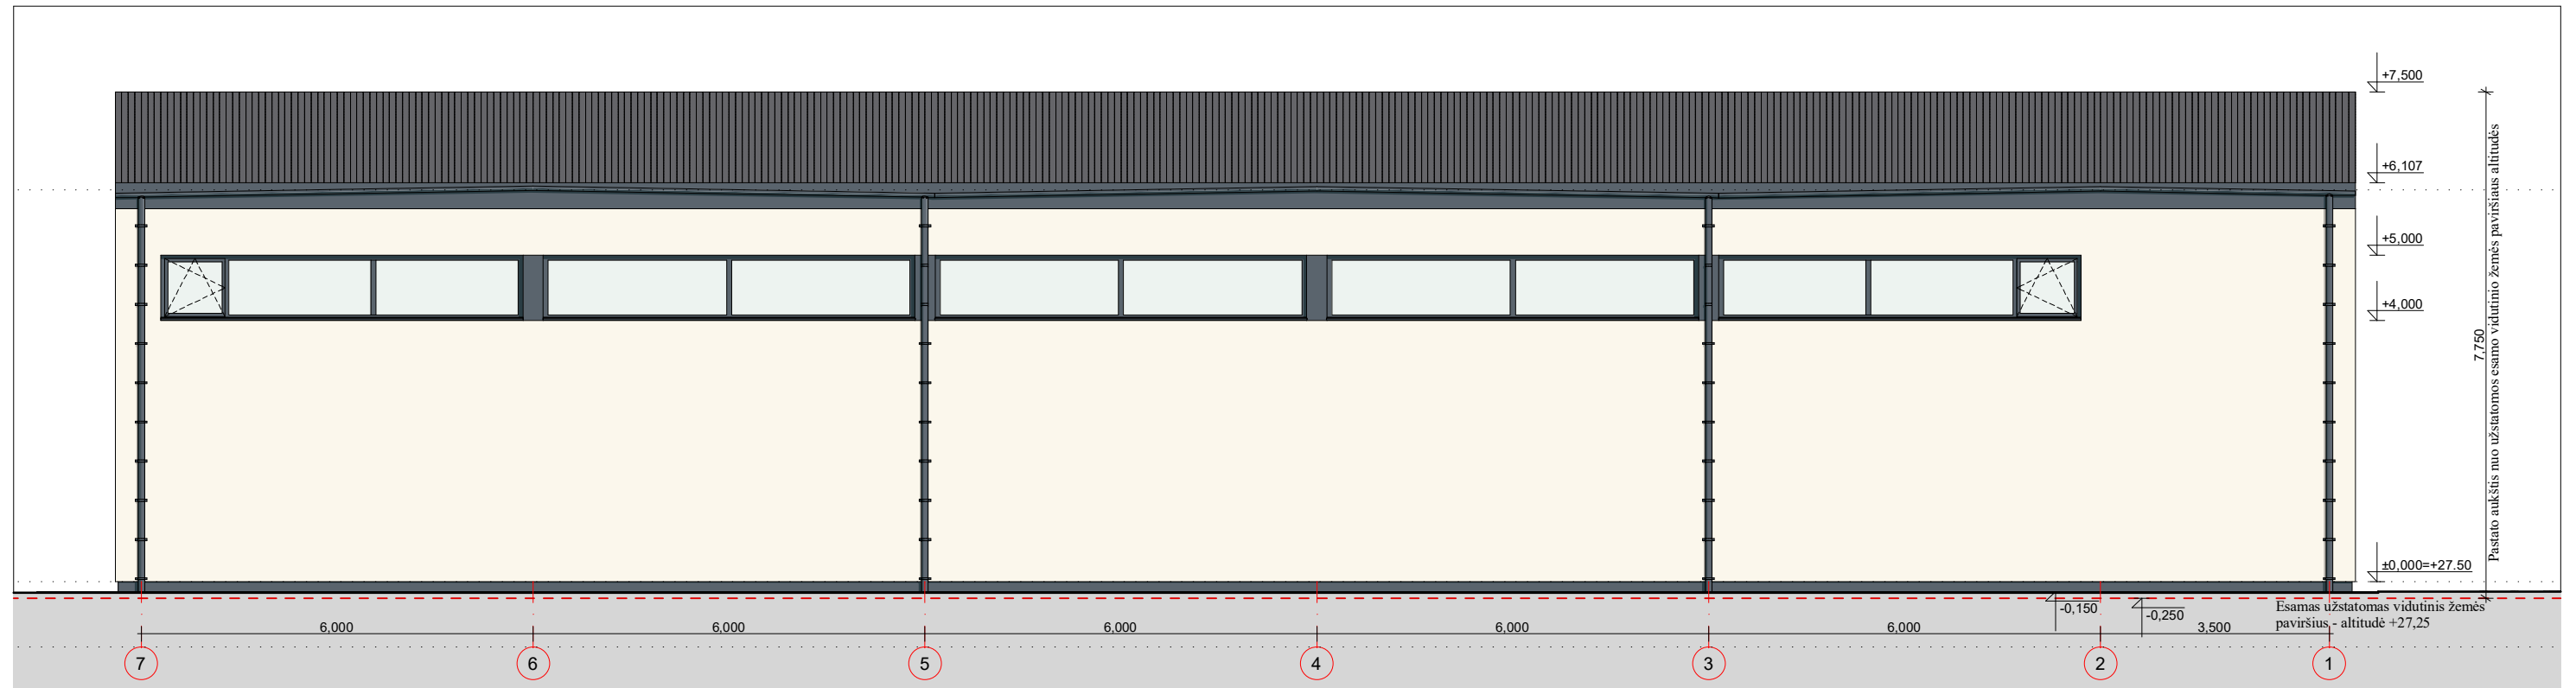 +7,500
+6,107
+5,000
+4,000
±0,000=+27.50
7,750
Pastato aukštis nuo užstatomos esamo vidutinio žemės paviršiaus altitudės
-0,150
-0,250
Esamas užstatomas vidutinis žemės
paviršius - altitudė +27,25
6,000 6,000 6,000 6,000 6,000 3,500
7 6 5 4 3 2 1